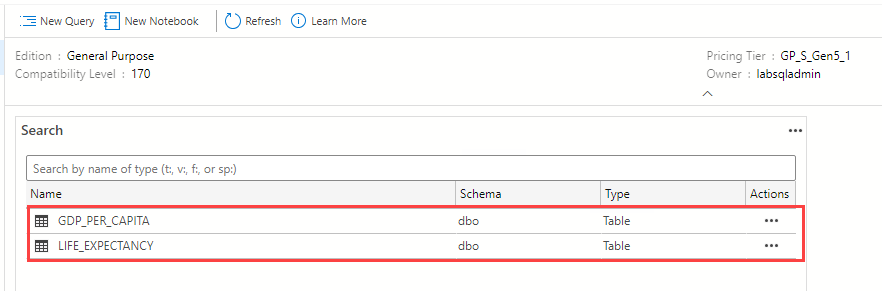 New Query New Notebook Refresh Learn More
Edition : General Purpose Pricing Tier : GP_S_Gen5_1
Compatibility Level : 170 Owner : labsqladmin
Search
Search by name of type (t:, v:, f:, or sp:)
Name Schema Type Actions
GDP_PER_CAPITA dbo Table
LIFE_EXPECTANCY dbo Table